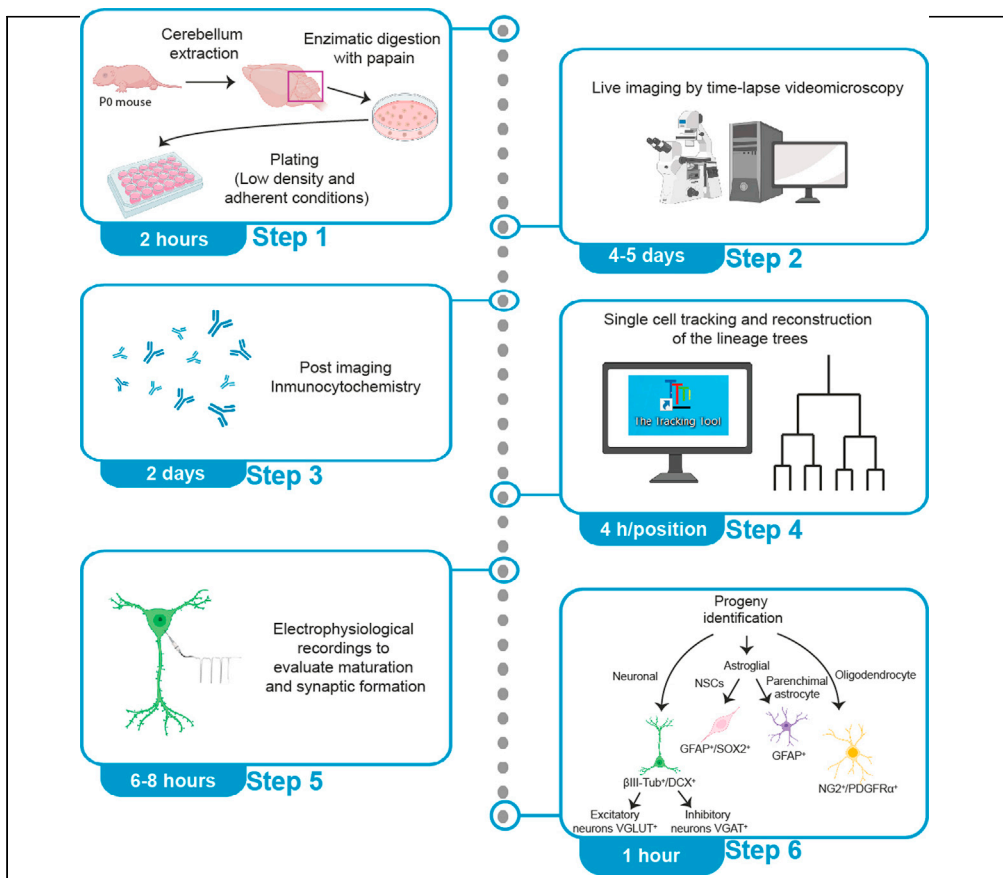 Cerebellum
extraction
Enzimatic digestion
with papain
P0 mouse
Plating
(Low density and
adherent conditions)
2 hours
Step 1
Live imaging by time-lapse videomicroscopy
4-5 days
Step 2
Post imaging
Inmunocytochemistry
2 days
Step 3
Single cell tracking and reconstruction
of the lineage trees
The Tracking Tool
4 h/position
Step 4
Electrophysiological
recordings to
evaluate maturation
and synaptic formation
6-8 hours
Step 5
Progeny
identification
Neuronal
Astroglial
Oligodendrocyte
NSCs
Parenchimal
astrocyte
GFAP⁺/SOX2⁺
GFAP⁺
NG2⁺/PDGFRα⁺
βIII-Tub⁺/DCX⁺
Excitatory
neurons VGLUT⁺
Inhibitory
neurons VGAT⁺
1 hour
Step 6